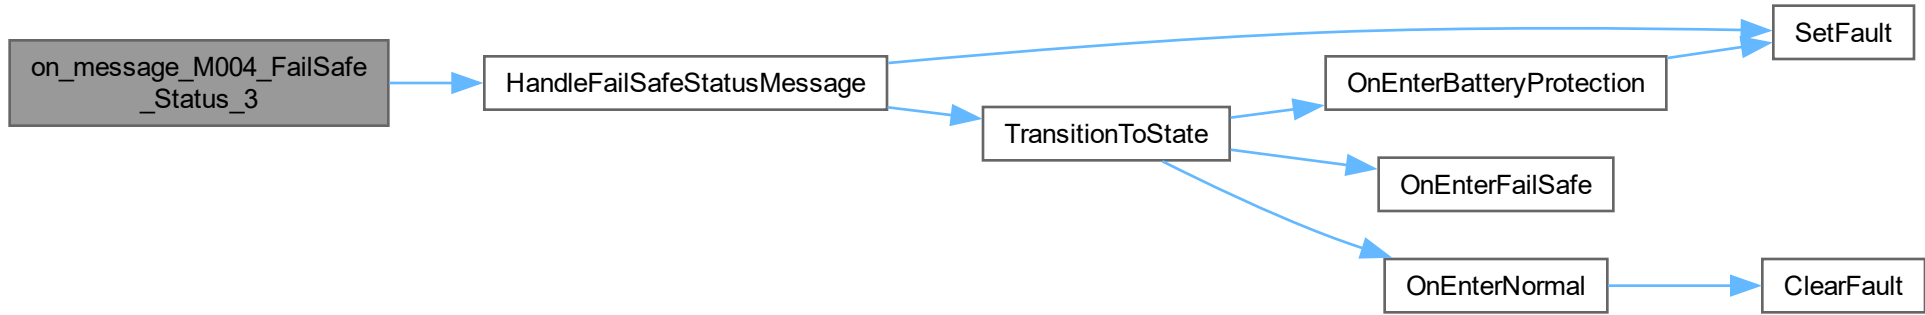 on_message_M004_FailSafe
_Status_3
HandleFailSafeStatusMessage
SetFault
TransitionToState
OnEnterBatteryProtection
OnEnterFailSafe
OnEnterNormal
ClearFault